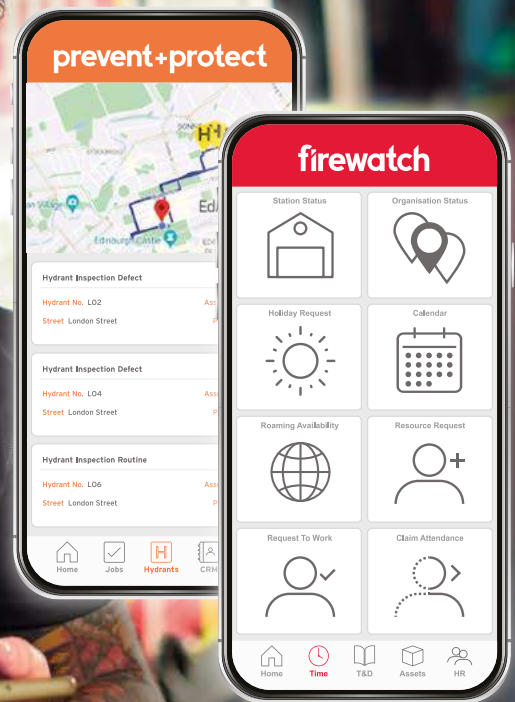 prevent+protect
H
Edinburgh Castle
Hydrant Inspection Defect
Hydrant No. L02
Street London Street
Hydrant Inspection Defect
Hydrant No. L04
Street London Street
Hydrant Inspection Routine
Hydrant No. L06
Street London Street
Home Jobs Hydrants CRM
firewatch
Station Status Organisation Status
Holiday Request Calendar
Roaming Availability Resource Request
Request To Work Claim Attendance
Home Time T&D Assets HR